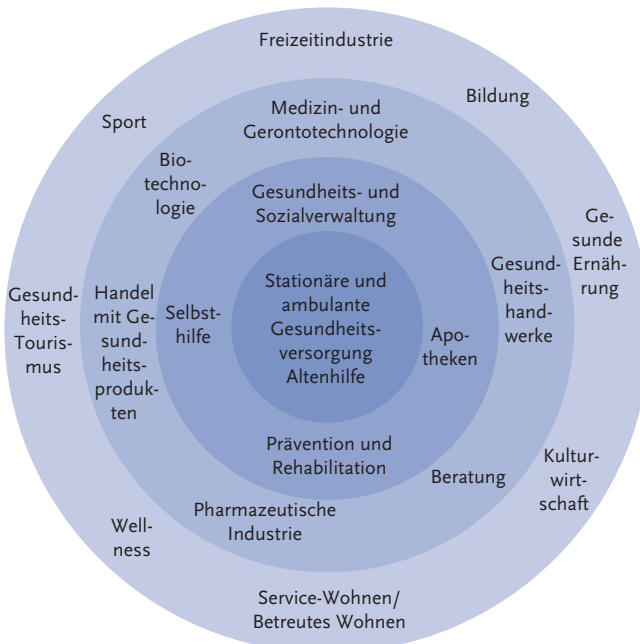 Freizeitindustrie
Bildung
Sport
Medizin- und
Gerontotechnologie
Bio-
technolo-
logie
Gesundheits- und
Sozialverwaltung
Ge-
sunde
Ernäh-
rung
Gesund-
heits-
hand-
werke
Stationäre und
ambulante
Gesundheits-
versorgung
Altenhilfe
Gesund-
heits-
Touris-
mus
Handel
mit Ge-
sund-
heits-
produk-
ten
Selbst-
hilfe
Apo-
theken
Prävention und
Rehabilitation
Beratung
Kultur-
wirt-
schaft
Pharmazeutische
Industrie
Well-
ness
Service-Wohnen/
Betreutes Wohnen